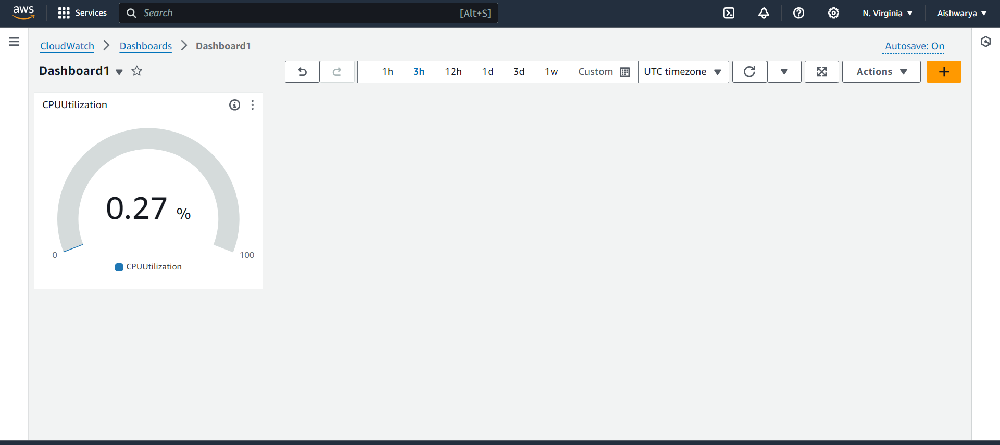 aws Services Search [Alt+S] N. Virginia Aishwarya
CloudWatch Dashboards Dashboard1 Autosave: On
Dashboard1 1h 3h 12h 1d 3d 1w Custom UTC timezone Actions
CPUUtilization
0.27 %
0 100
CPUUtilization